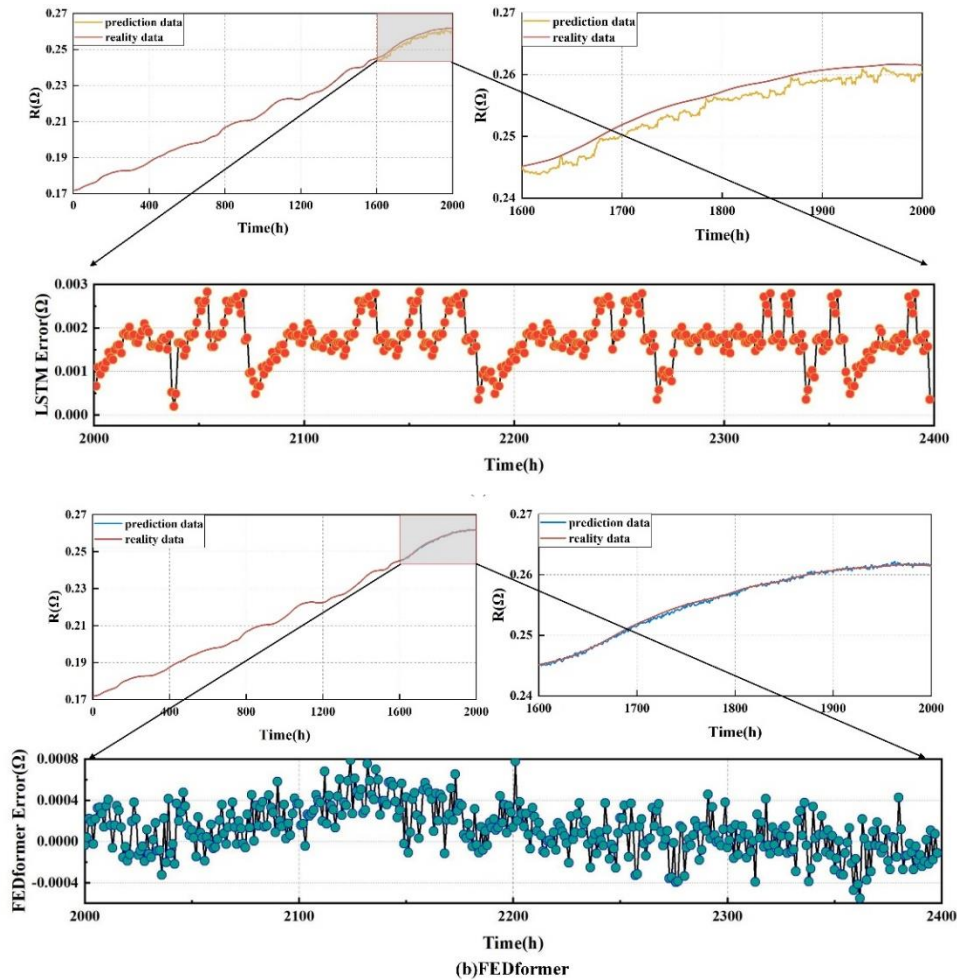 0.27
prediction data
reality data
0.25
0.23
0.21
0.19
0.17
R(Ω)
0 400 800 1200 1600 2000
Time(h)
0.27
prediction data
reality data
0.26
0.25
0.24
R(Ω)
1600 1700 1800 1900 2000
Time(h)
0.003
0.002
0.001
0.000
LSTM Error(Ω)
2000 2100 2200 2300 2400
Time(h)
0.27
prediction data
reality data
0.25
0.23
0.21
0.19
0.17
R(Ω)
0 400 800 1200 1600 2000
Time(h)
0.27
prediction data
reality data
0.26
0.25
0.24
R(Ω)
1600 1700 1800 1900 2000
Time(h)
0.0008
0.0004
0.0000
-0.0004
FEDformer Error(Ω)
2000 2100 2200 2300 2400
Time(h)
(b)FEDformer